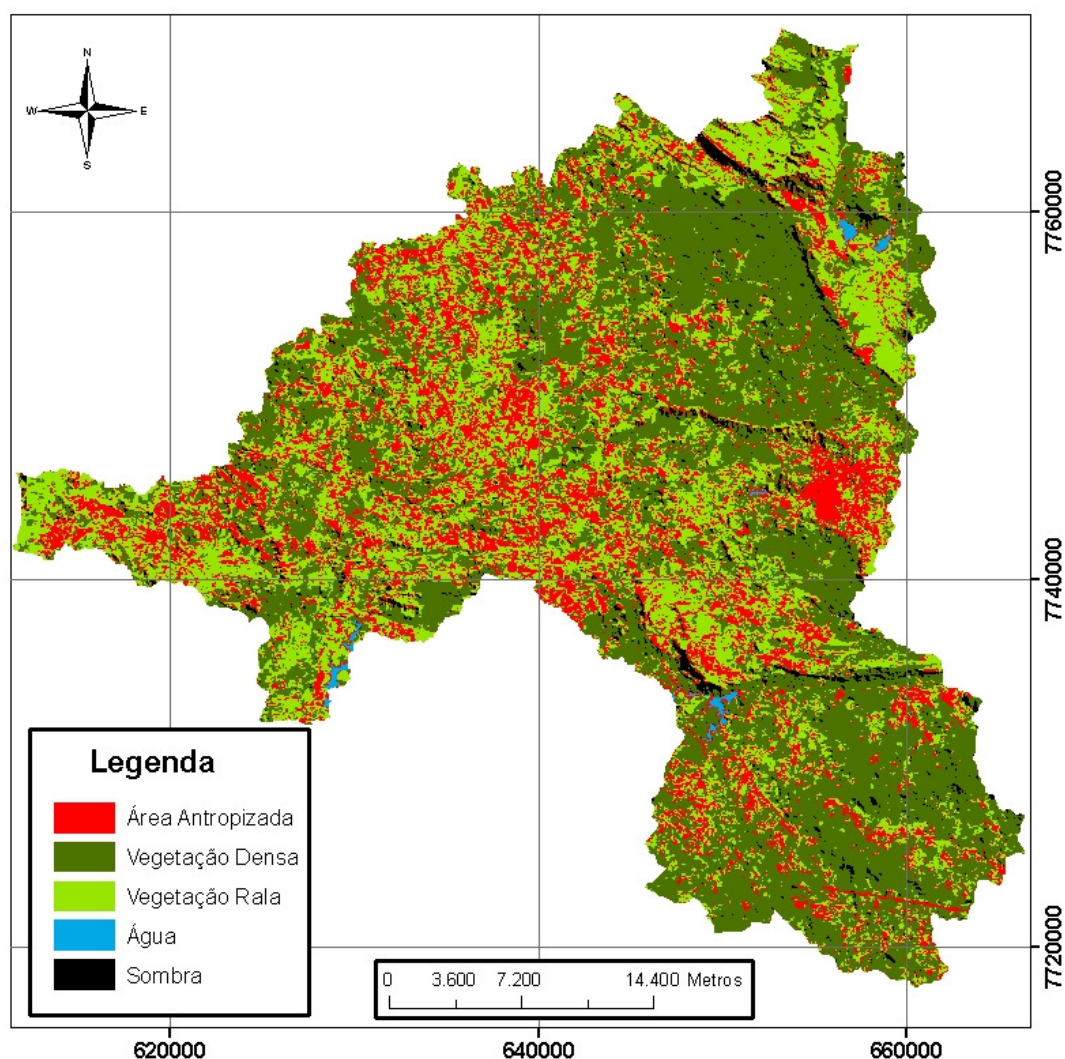 N
W E
S
7760000
7740000
7720000
Legenda
Área Antropizada
Vegetação Densa
Vegetação Rala
Água
Sombra
0 3.600 7.200 14.400 Metros
620000 640000 660000